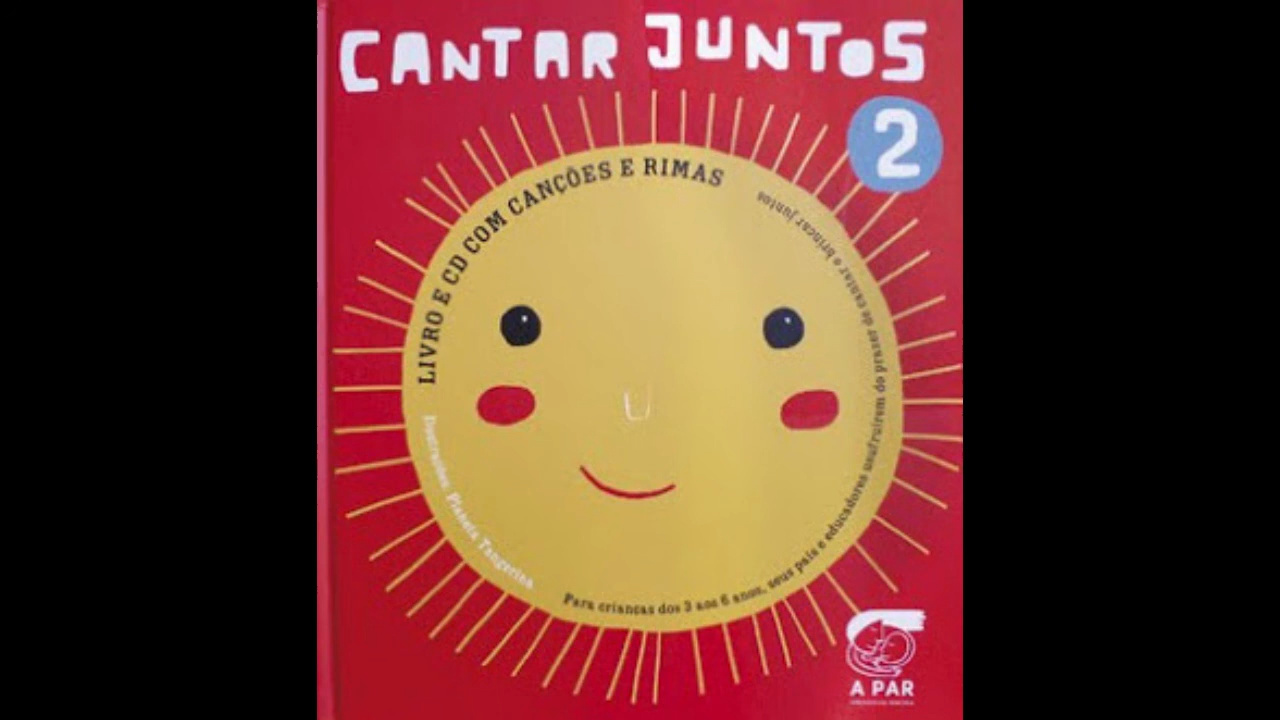 CANTAR JUNTOS
2
LIVRO E CD COM CANÇÕES E RIMAS
Ilustrações: Planeta Tangerina
Para crianças dos 3 aos 6 anos, seus pais e educadores usufruírem do prazer de cantar e brincar juntos
A PAR